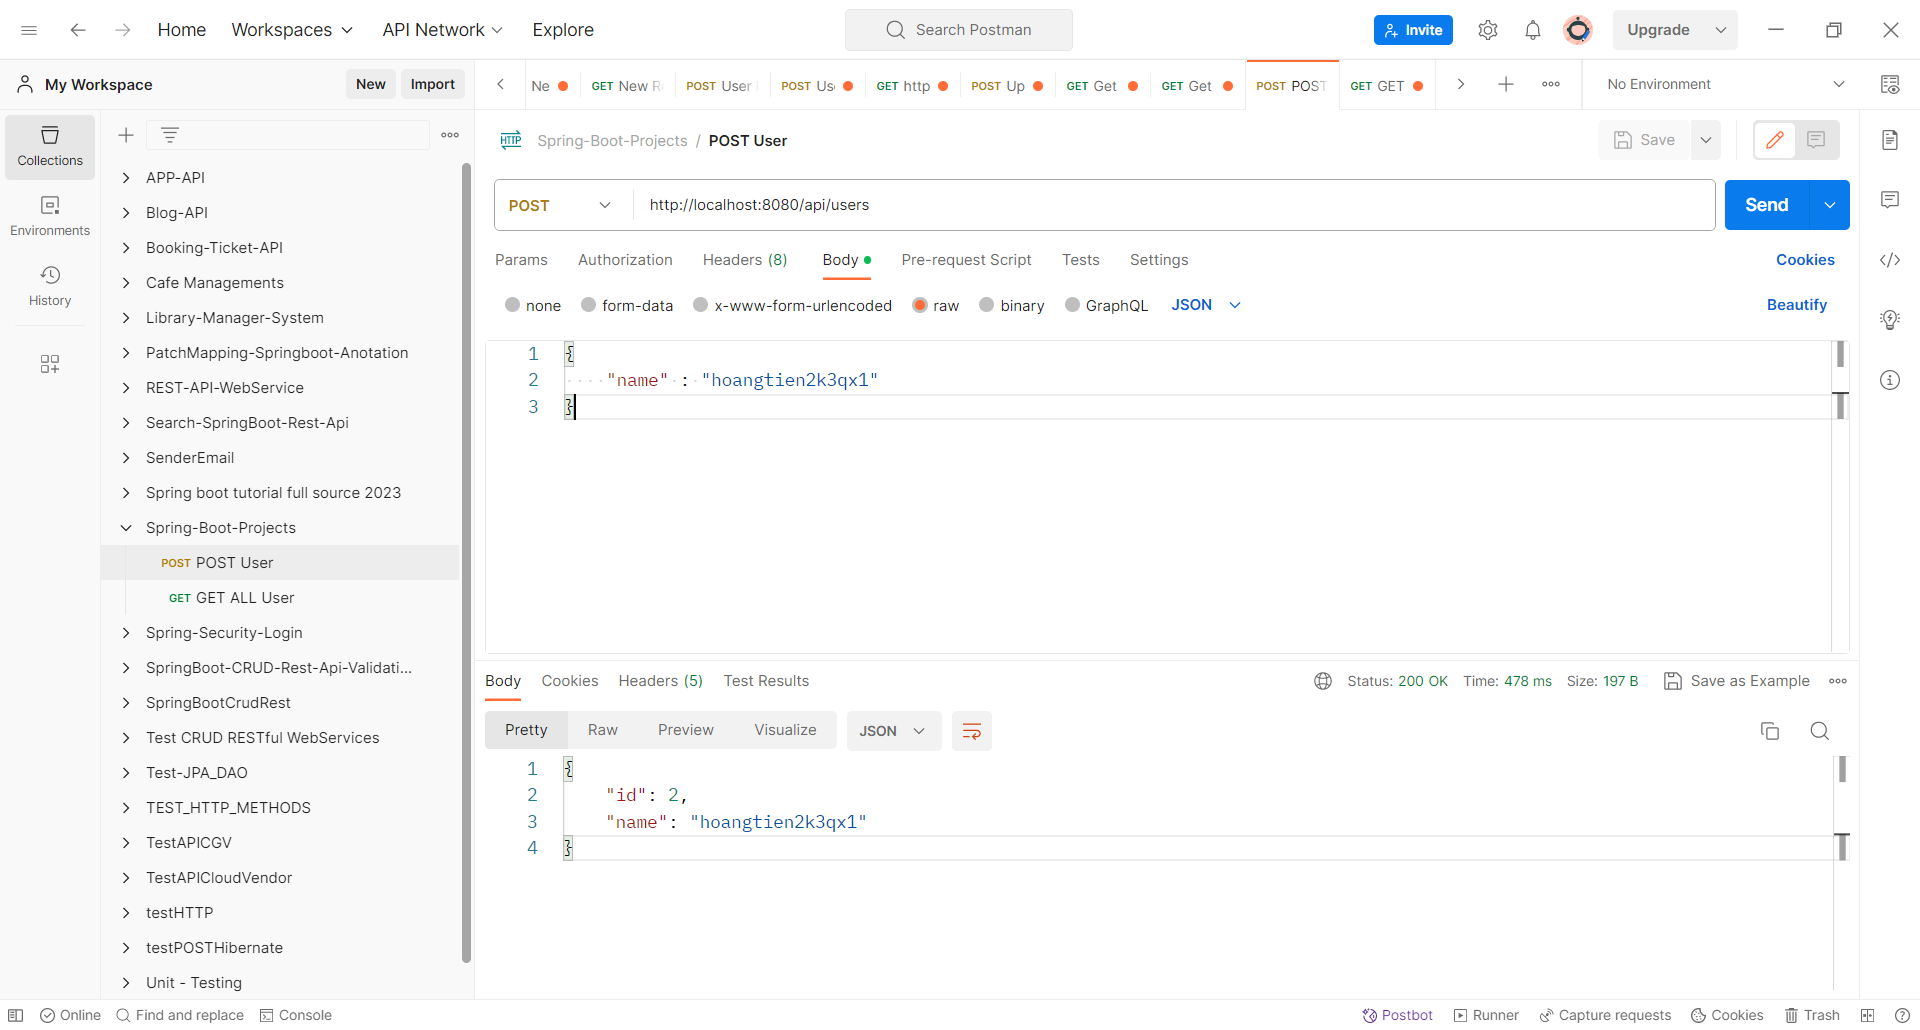 Home Workspaces API Network Explore Search Postman Invite Upgrade
My Workspace New Import Ne GET New R POST User POST Us GET http POST Up GET Get GET Get POST POST GET GET No Environment
Collections
Environments
History
APP-API
Blog-API
Booking-Ticket-API
Cafe Managements
Library-Manager-System
PatchMapping-Springboot-Anotation
REST-API-WebService
Search-SpringBoot-Rest-Api
SenderEmail
Spring boot tutorial full source 2023
Spring-Boot-Projects
POST POST User
GET GET ALL User
Spring-Security-Login
SpringBoot-CRUD-Rest-Api-Validati...
SpringBootCrudRest
Test CRUD RESTful WebServices
Test-JPA_DAO
TEST_HTTP_METHODS
TestAPICGV
TestAPICloudVendor
testHTTP
testPOSTHibernate
Unit - Testing
HTTP Spring-Boot-Projects / POST User Save
POST http://localhost:8080/api/users Send
Params Authorization Headers (8) Body Pre-request Script Tests Settings Cookies
none form-data x-www-form-urlencoded raw binary GraphQL JSON Beautify
1 {
2 "name" : "hoangtien2k3qx1"
3 }
Body Cookies Headers (5) Test Results Status: 200 OK Time: 478 ms Size: 197 B Save as Example
Pretty Raw Preview Visualize JSON
1 {
2 "id": 2,
3 "name": "hoangtien2k3qx1"
4 }
Online Find and replace Console Postbot Runner Capture requests Cookies Trash